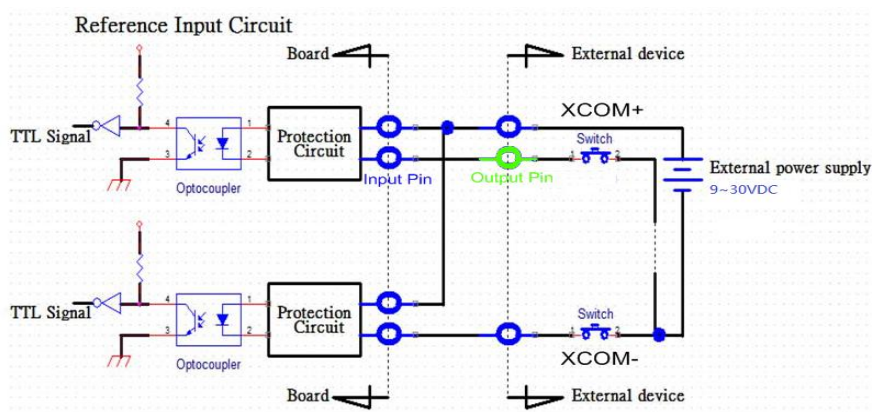 Reference Input Circuit
Board
External device
XCOM+
Switch
1 2
TTL Signal
4 1
3 2
Protection
Circuit
Optocoupler
Input Pin
Output Pin
External power supply
9~30VDC
TTL Signal
4 1
3 2
Protection
Circuit
Optocoupler
Switch
1 2
XCOM-
Board
External device